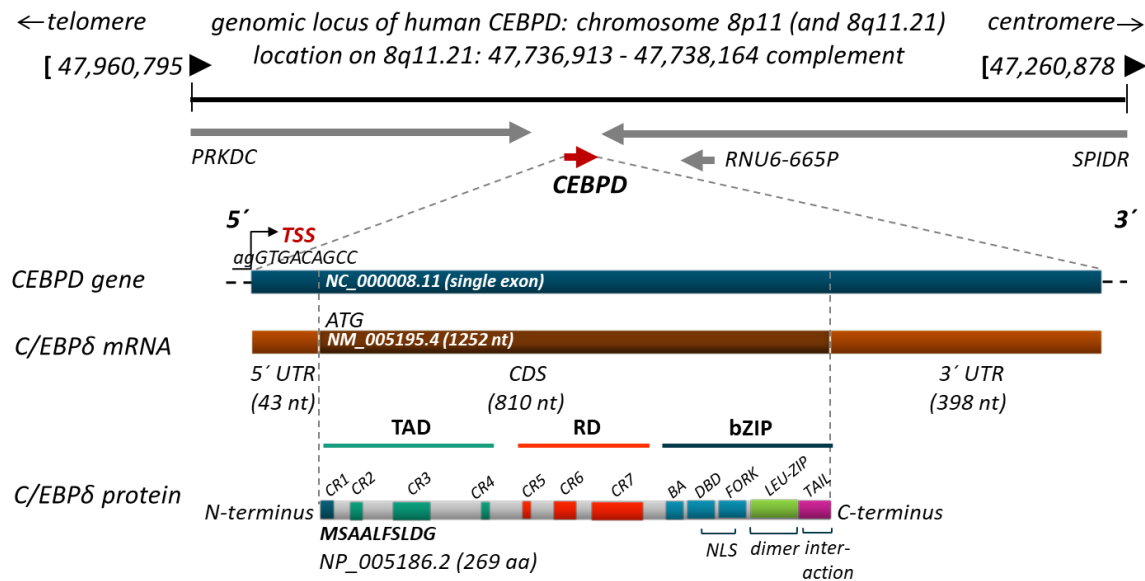 ←telomere genomic locus of human CEBPD: chromosome 8p11 (and 8q11.21) centromere→
location on 8q11.21: 47,736,913 - 47,738,164 complement
[ 47,960,795 [47,260,878
PRKDC RNU6-665P SPIDR
CEBPD
5´ 3´
TSS
agGTGACAGCC
CEBPD gene NC_000008.11 (single exon)
ATG
C/EBPδ mRNA NM_005195.4 (1252 nt)
5´ UTR CDS 3´ UTR
(43 nt) (810 nt) (398 nt)
TAD RD bZIP
CR1 CR2 CR3 CR4 CR5 CR6 CR7 BA DBD FORK LEU-ZIP TAIL
C/EBPδ protein N-terminus C-terminus
MSAALFSLDG
NP_005186.2 (269 aa)
NLS dimer inter-
action